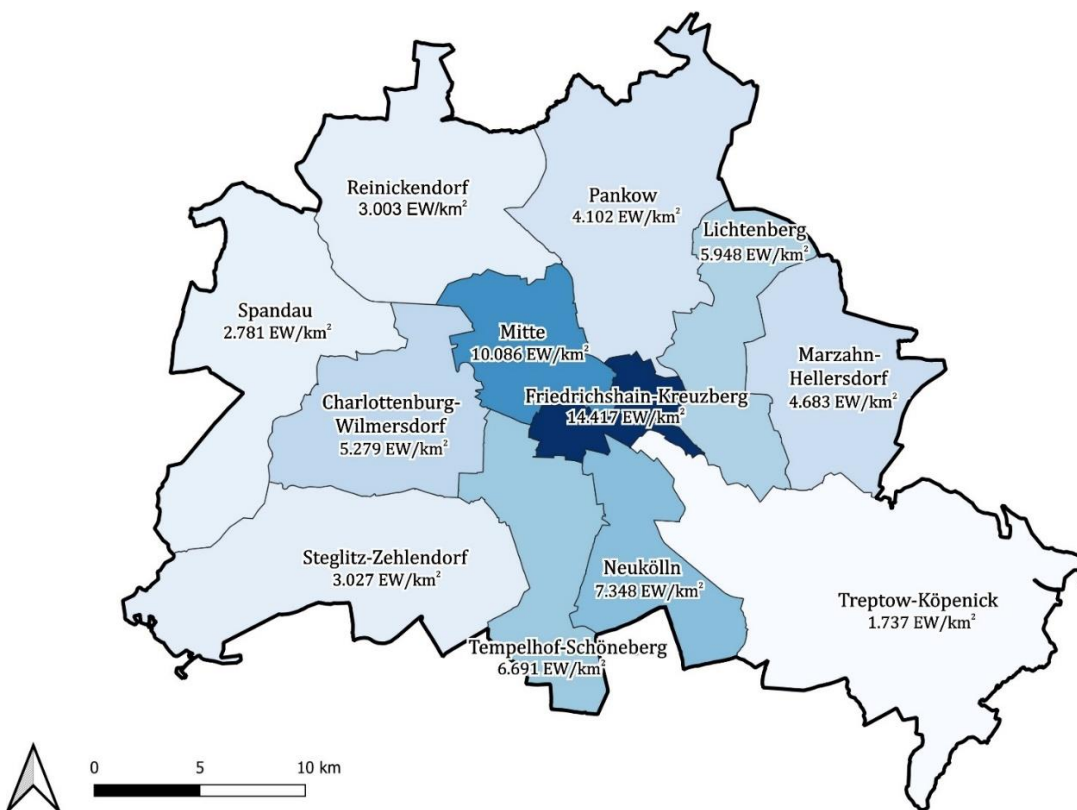 Reinickendorf
3.003 EW/km²
Pankow
4.102 EW/km²
Lichtenberg
5.948 EW/km²
Spandau
2.781 EW/km²
Mitte
10.086 EW/km²
Marzahn-
Hellersdorf
4.683 EW/km²
Friedrichshain-Kreuzberg
14.417 EW/km²
Charlottenburg-
Wilmersdorf
5.279 EW/km²
Steglitz-Zehlendorf
3.027 EW/km²
Neukölln
7.348 EW/km²
Treptow-Köpenick
1.737 EW/km²
Tempelhof-Schöneberg
6.691 EW/km²
0 5 10 km